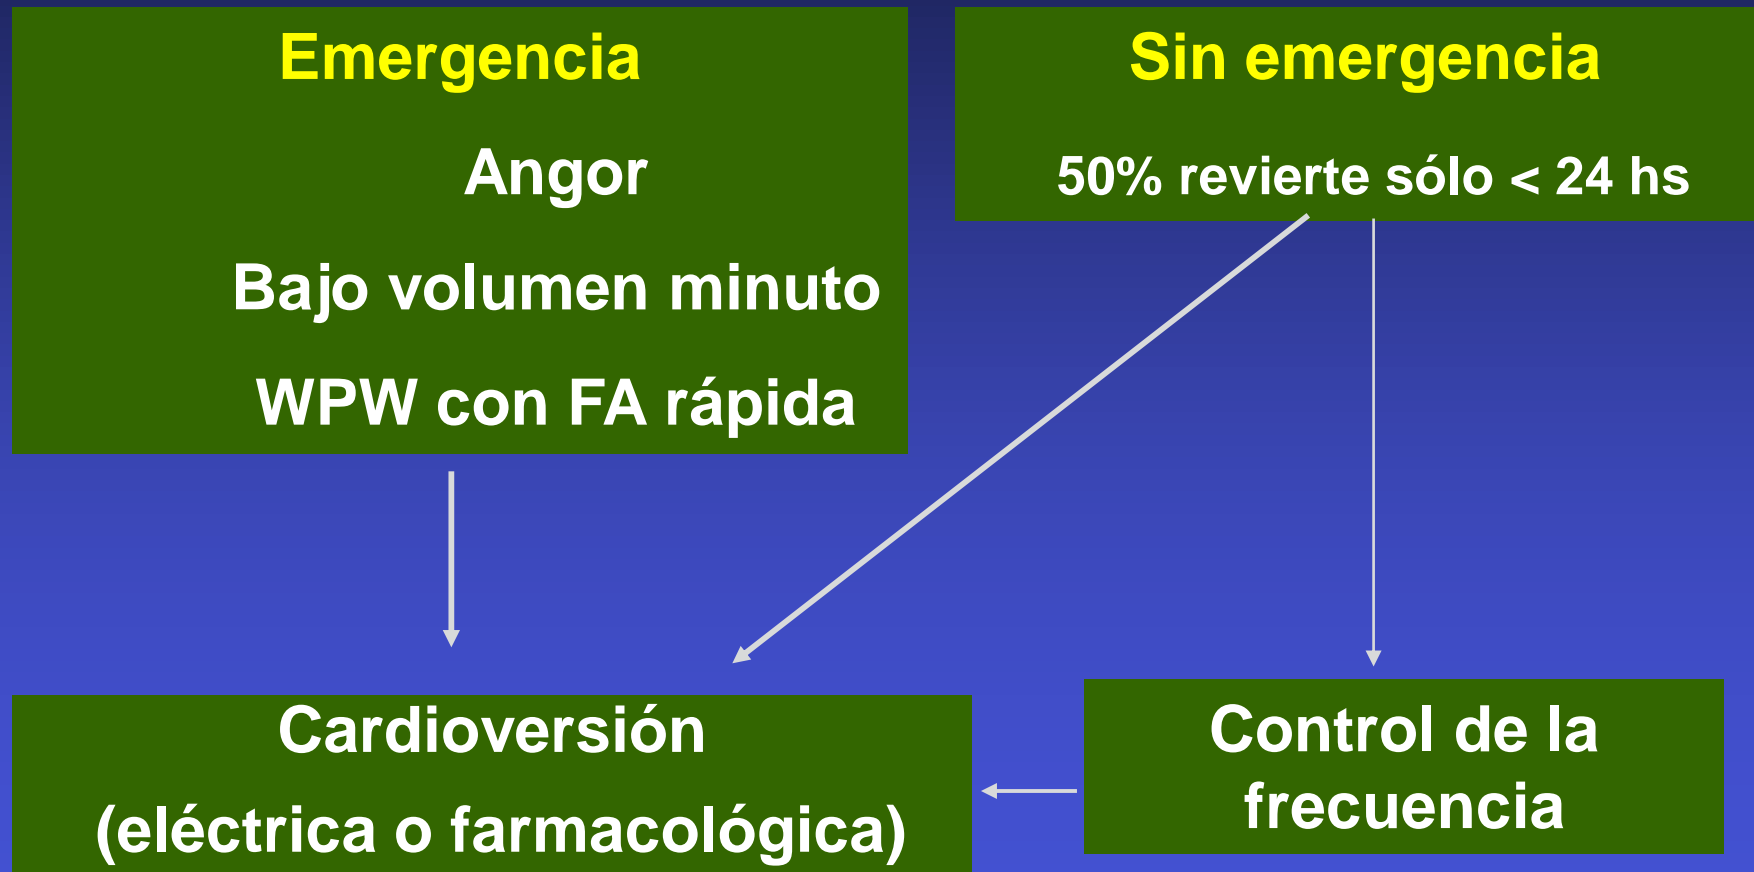 Emergencia
Angor
Bajo volumen minuto
WPW con FA rápida
Sin emergencia
50% revierte sólo < 24 hs
Cardioversión
(eléctrica o farmacológica)
Control de la
frecuencia